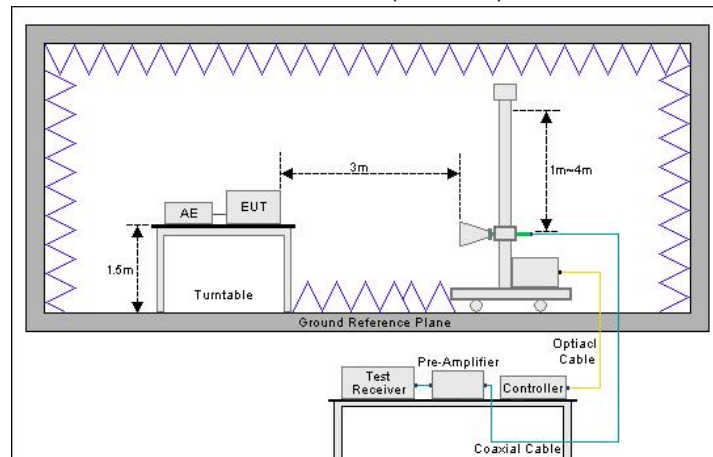 3m
1m~4m
AE
EUT
1.5m
Turntable
Ground Reference Plane
Optiacl
Cable
Pre-Amplifier
Test
Receiver
Controller
Coaxial Cable